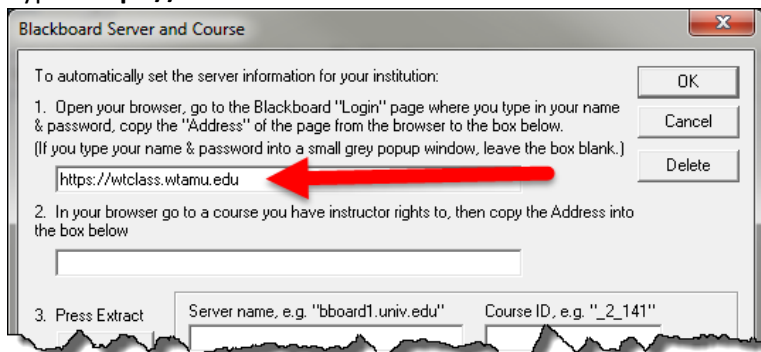 Blackboard Server and Course
To automatically set the server information for your institution:
OK
1. Open your browser, go to the Blackboard "Login" page where you type in your name
& password, copy the "Address" of the page from the browser to the box below.
Cancel
(If you type your name & password into a small grey popup window, leave the box blank.)
Delete
https://wtclass.wtamu.edu
2. In your browser go to a course you have instructor rights to, then copy the Address into
the box below
3. Press Extract
Server name, e.g. "bboard1.univ.edu"
Course ID, e.g. "_2_141"